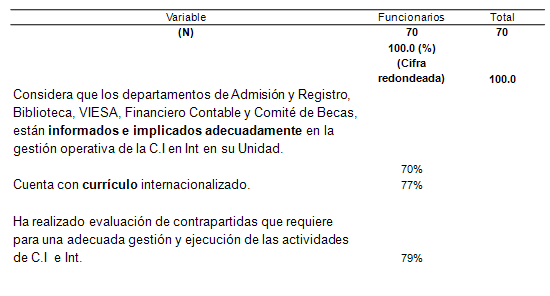 Variable Funcionarios Total
(N) 70 70
100.0 (%)
(Cifra
redondeada) 100.0
Considera que los departamentos de Admisión y Registro,
Biblioteca, VIESA, Financiero Contable y Comité de Becas,
están informados e implicados adecuadamente en la
gestión operativa de la C.I en Int en su Unidad.
70%
Cuenta con currículo internacionalizado. 77%
Ha realizado evaluación de contrapartidas que requiere
para una adecuada gestión y ejecución de las actividades
de C.I e Int. 79%